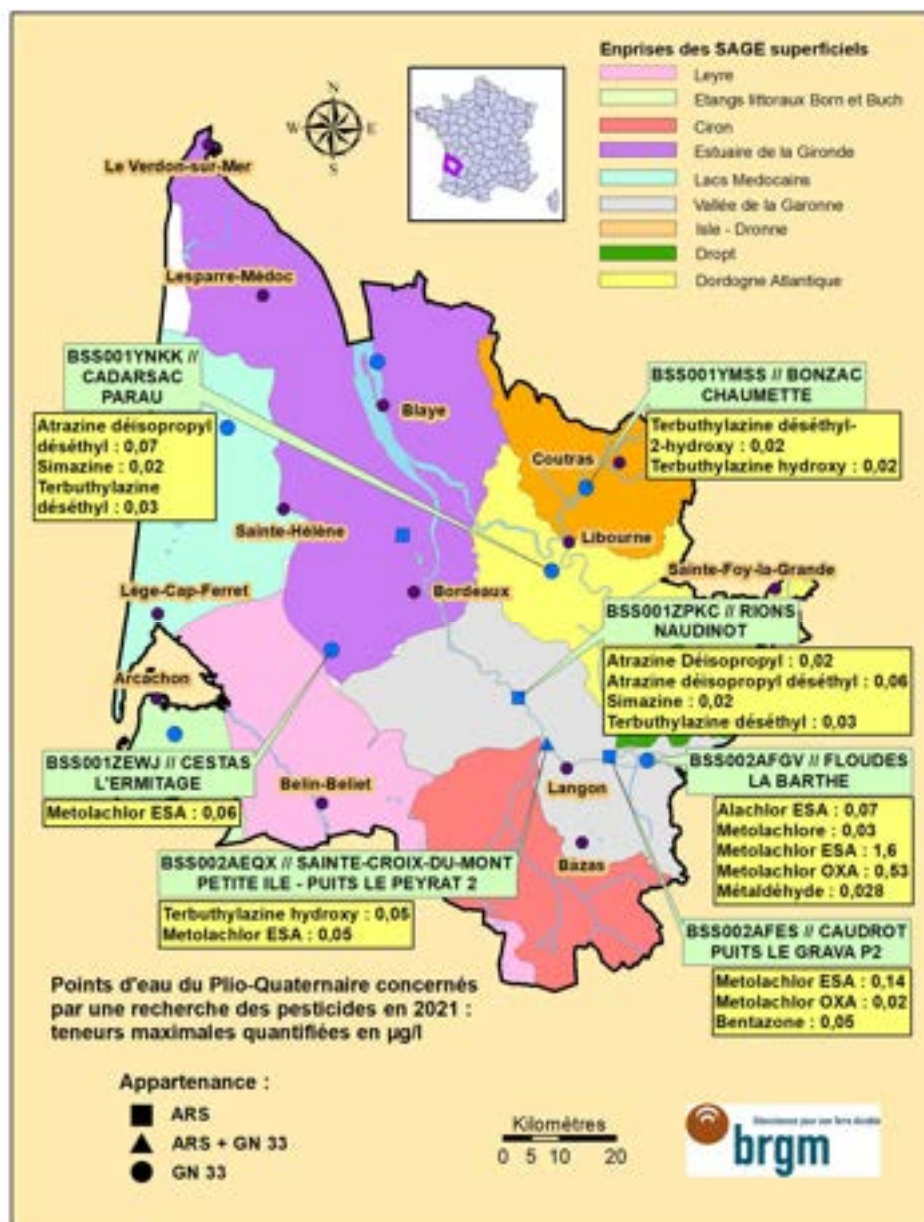 Enprises des SAGE superficiels
Leyre
Etangs littoraux Born et Buch
Ciron
Estuaire de la Gironde
Lacs Medocains
Vallée de la Garonne
Isle - Dronne
Dropt
Dordogne Atlantique
N
W
E
S
Le Verdon-sur-Mer
Lesparre-Médoc
BSS001YNKK //
CADARSAC
PARAU
Atrazine déisopropyl
déséthyl : 0,07
Simazine : 0,02
Terbuthylazine
déséthyl : 0,03
Blaye
BSS001YMSS // BONZAC
CHAUMETTE
Terbuthylazine déséthyl-
2-hydroxy : 0,02
Terbuthylazine hydroxy : 0,02
Coutras
Sainte-Hélène
Libourne
Sainte-Foy-la-Grande
Lège-Cap-Ferret
Bordeaux
BSS001ZPKC // RIONS
NAUDINOT
Atrazine Déisopropyl : 0,02
Atrazine déisopropyl déséthyl : 0,06
Simazine : 0,02
Terbuthylazine déséthyl : 0,03
Arcachon
BSS001ZEWJ // CESTAS
L'ERMITAGE
Metolachlor ESA : 0,06
Belin-Beliet
Langon
BSS002AFGV // FLOUDES
LA BARTHE
Alachlor ESA : 0,07
Metolachlore : 0,03
Metolachlor ESA : 1,6
Metolachlor OXA : 0,53
Métaldéhyde : 0,028
Bazas
BSS002AEQX // SAINTE-CROIX-DU-MONT
PETITE ILE - PUITS LE PEYRAT 2
Terbuthylazine hydroxy : 0,05
Metolachlor ESA : 0,05
BSS002AFES // CAUDROT
PUITS LE GRAVA P2
Metolachlor ESA : 0,14
Metolachlor OXA : 0,02
Bentazone : 0,05
Points d'eau du Plio-Quaternaire concernés
par une recherche des pesticides en 2021 :
teneurs maximales quantifiées en µg/l
Appartenance :
ARS
ARS + GN 33
GN 33
Kilomètres
0 5 10 20
Géosciences pour une Terre durable
brgm